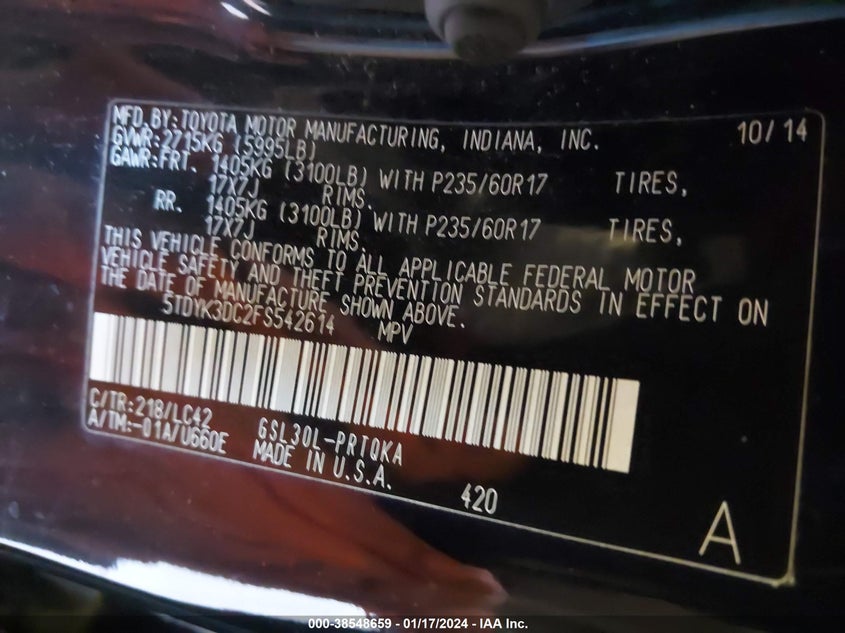 MFD. BY: TOYOTA MOTOR MANUFACTURING, INDIANA, INC. 10/14
GVWR: 2715KG (5995LB)
GAWR: FRT. 1405KG (3100LB) WITH P235/60R17 TIRES,
17X7J RIMS.
RR. 1405KG (3100LB) WITH P235/60R17 TIRES,
17X7J RIMS.
THIS VEHICLE CONFORMS TO ALL APPLICABLE FEDERAL MOTOR
VEHICLE SAFETY AND THEFT PREVENTION STANDARDS IN EFFECT ON
THE DATE OF MANUFACTURE SHOWN ABOVE.
5TDYK3DC2FS542614 MPV
C/TR: 218/LC42
A/TM: -01A/U660E GSL30L-PRTQKA
MADE IN U.S.A.
420
A
000-38548659 - 01/17/2024 - IAA Inc.